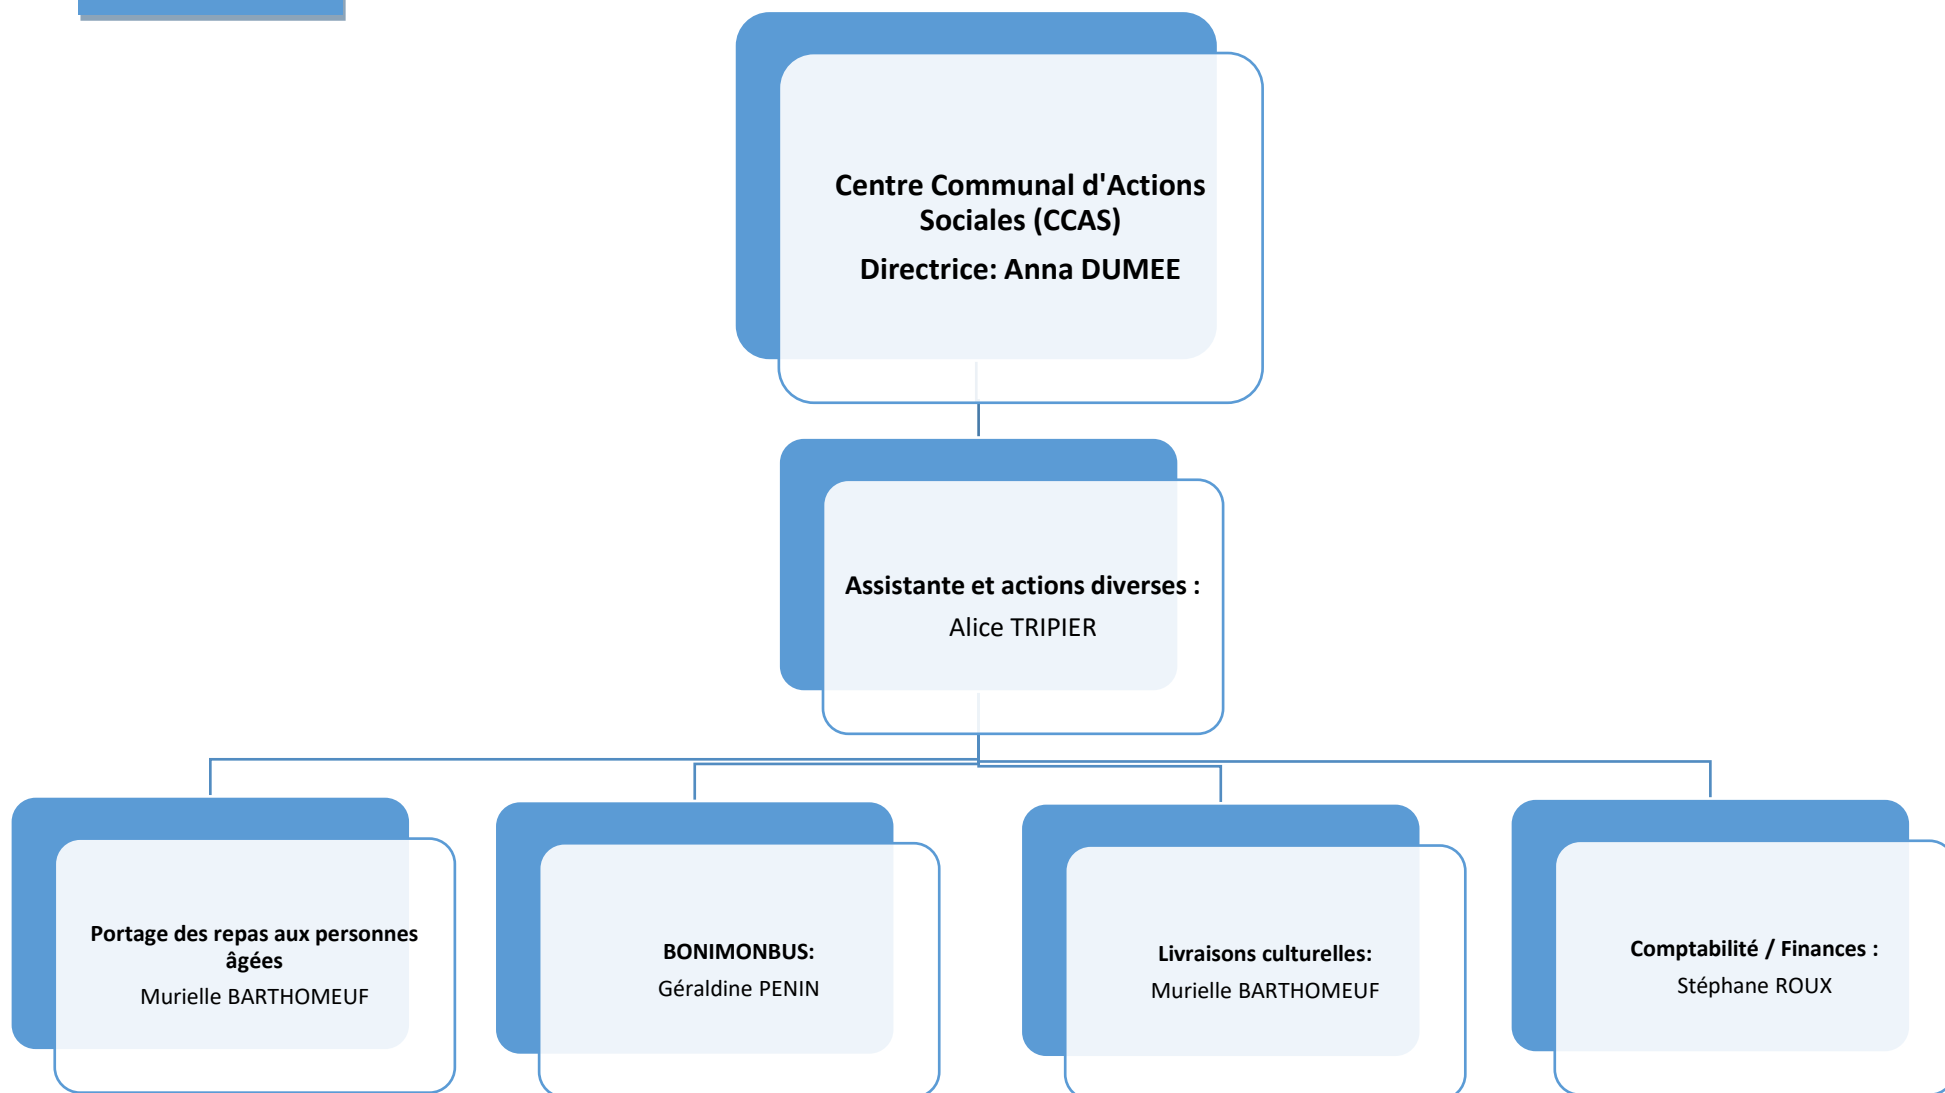 Centre Communal d'Actions
Sociales (CCAS)
Directrice: Anna DUMEE
Assistante et actions diverses :
Alice TRIPIER
Portage des repas aux personnes
âgées
Murielle BARTHOMEUF
BONIMONBUS:
Géraldine PENIN
Livraisons culturelles:
Murielle BARTHOMEUF
Comptabilité / Finances :
Stéphane ROUX